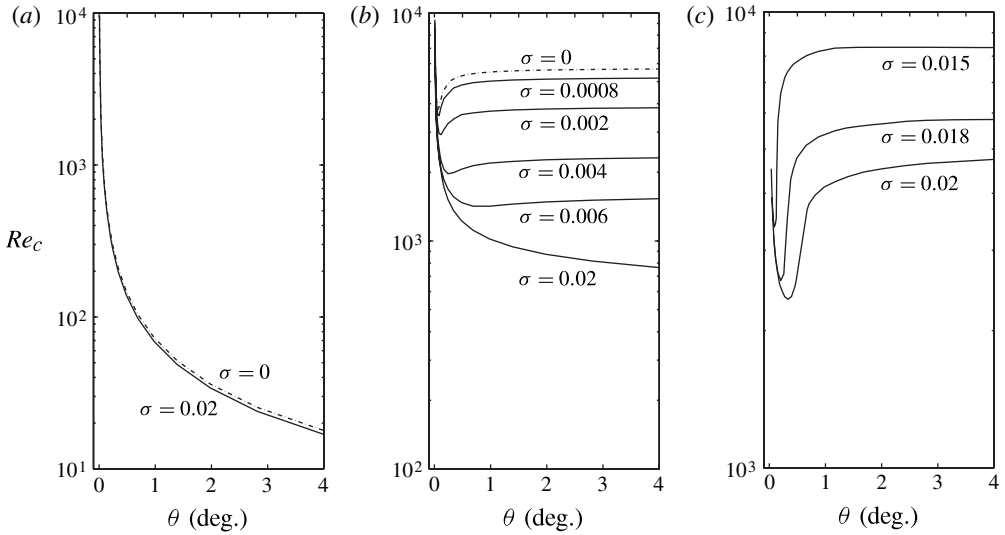 (a)
10⁴
10³
10²
10¹
Re_c
σ = 0
σ = 0.02
0 1 2 3 4
θ (deg.)
(b)
10⁴
10³
10²
σ = 0
σ = 0.0008
σ = 0.002
σ = 0.004
σ = 0.006
σ = 0.02
0 1 2 3 4
θ (deg.)
(c)
10⁴
10³
σ = 0.015
σ = 0.018
σ = 0.02
0 1 2 3 4
θ (deg.)